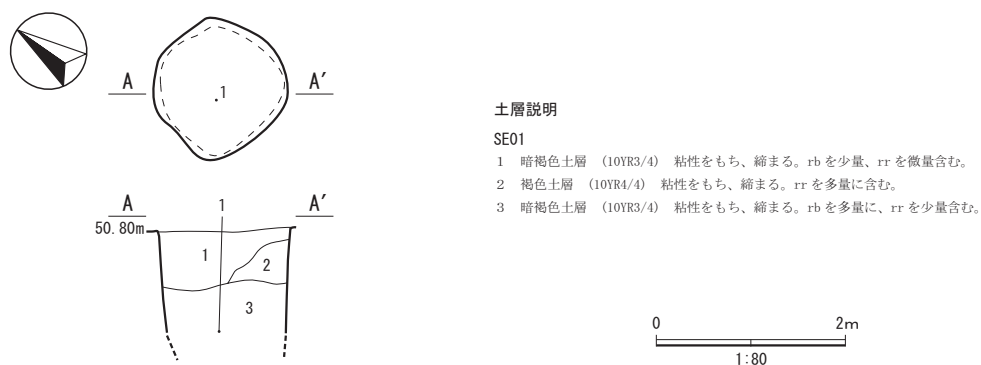 A
A′
1
土層説明
SE01
1　暗褐色土層　(10YR3/4)　粘性をもち、締まる。rb を少量、rr を微量含む。
2　褐色土層　(10YR4/4)　粘性をもち、締まる。rr を多量に含む。
3　暗褐色土層　(10YR3/4)　粘性をもち、締まる。rb を多量に、rr を少量含む。
A
1
A′
50.80m
1
2
3
0
2m
1:80